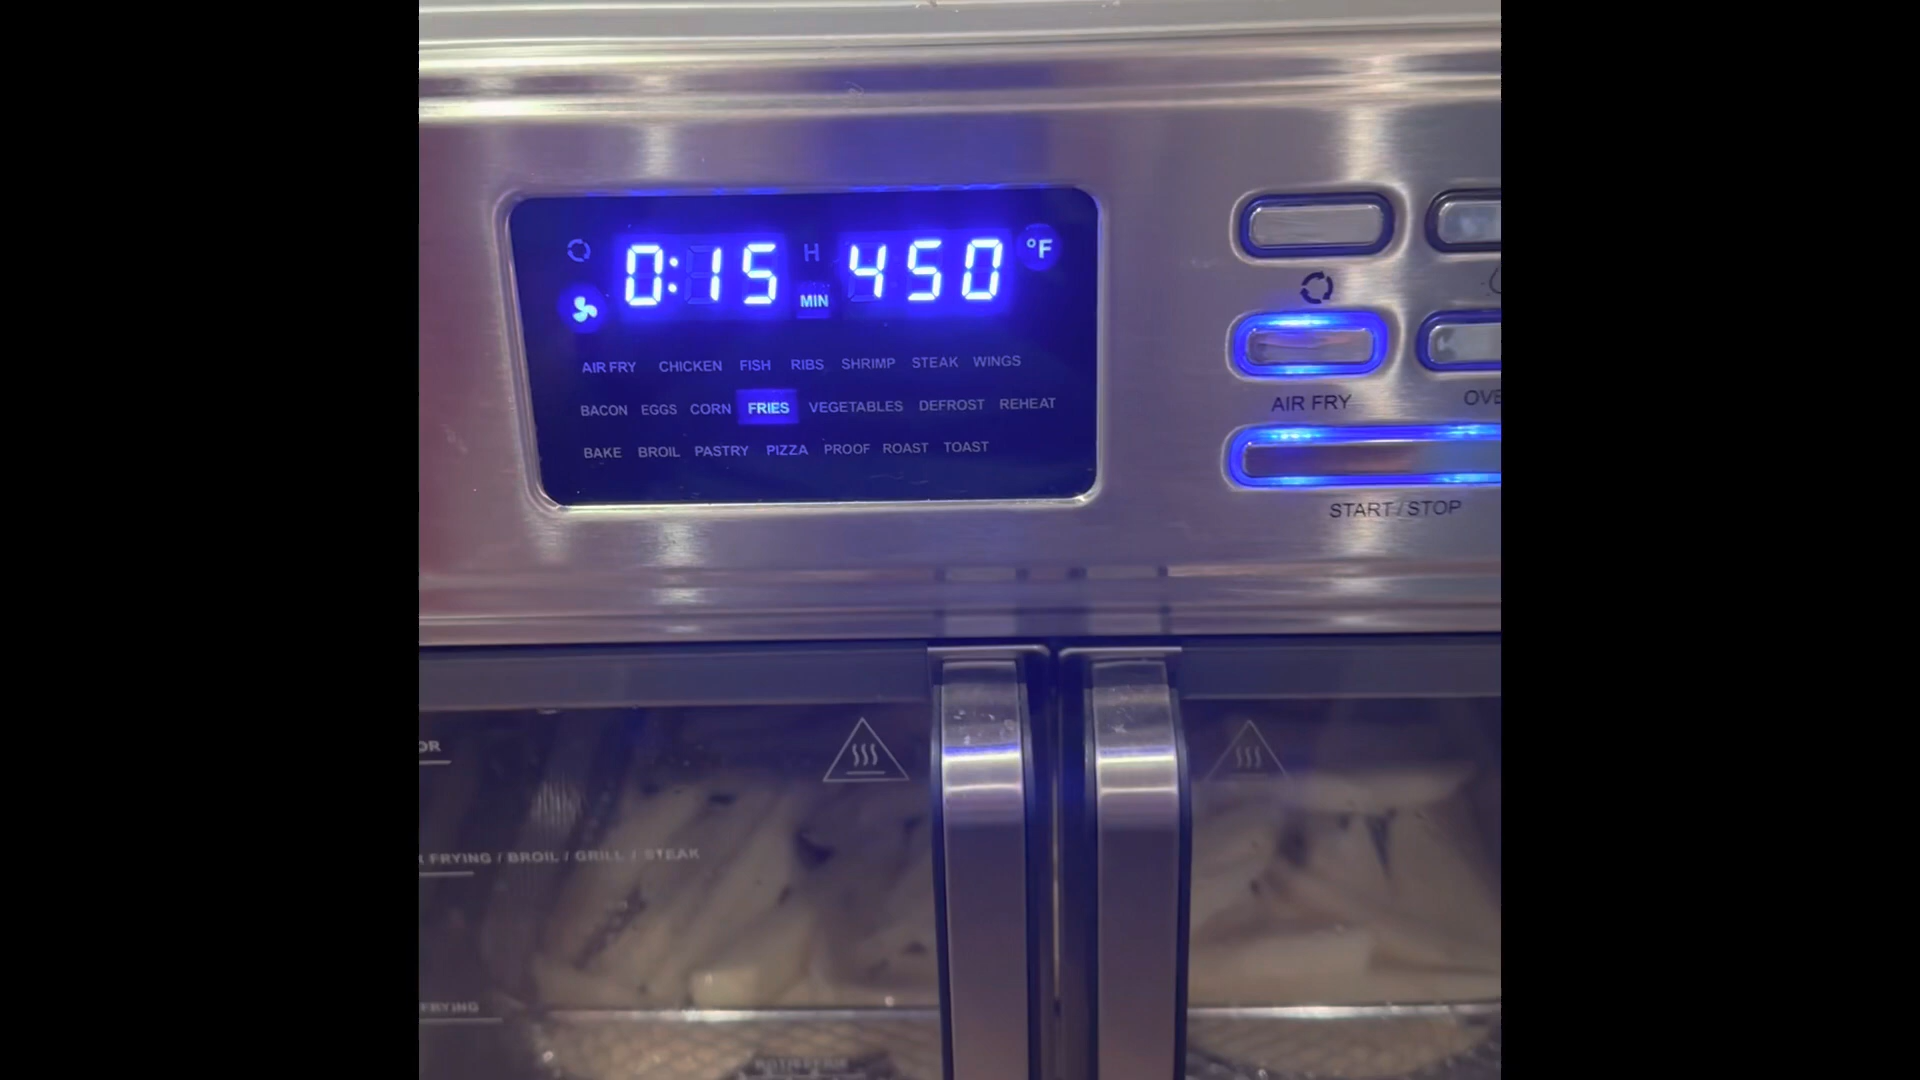 0:15 H MIN 450 °F
AIR FRY CHICKEN FISH RIBS SHRIMP STEAK WINGS
BACON EGGS CORN FRIES VEGETABLES DEFROST REHEAT
BAKE BROIL PASTRY PIZZA PROOF ROAST TOAST
AIR FRY
START/STOP
FRYING / BROIL / GRILL / STEAK
FRYING